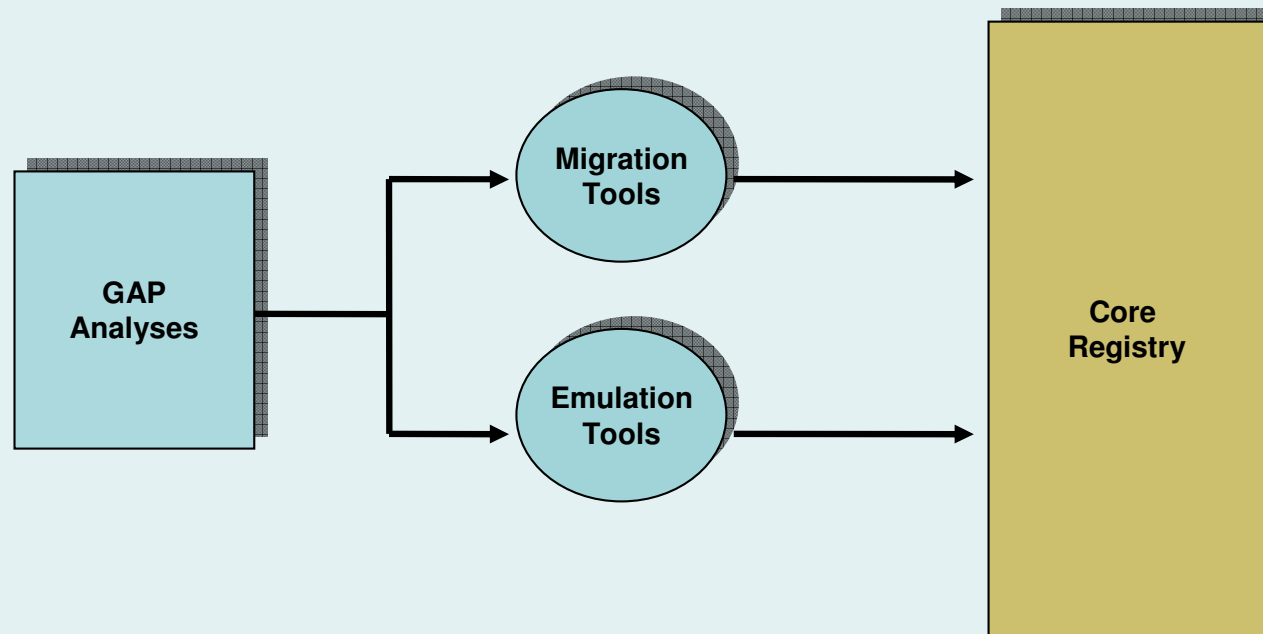 GAP
Analyses
Migration
Tools
Emulation
Tools
Core
Registry